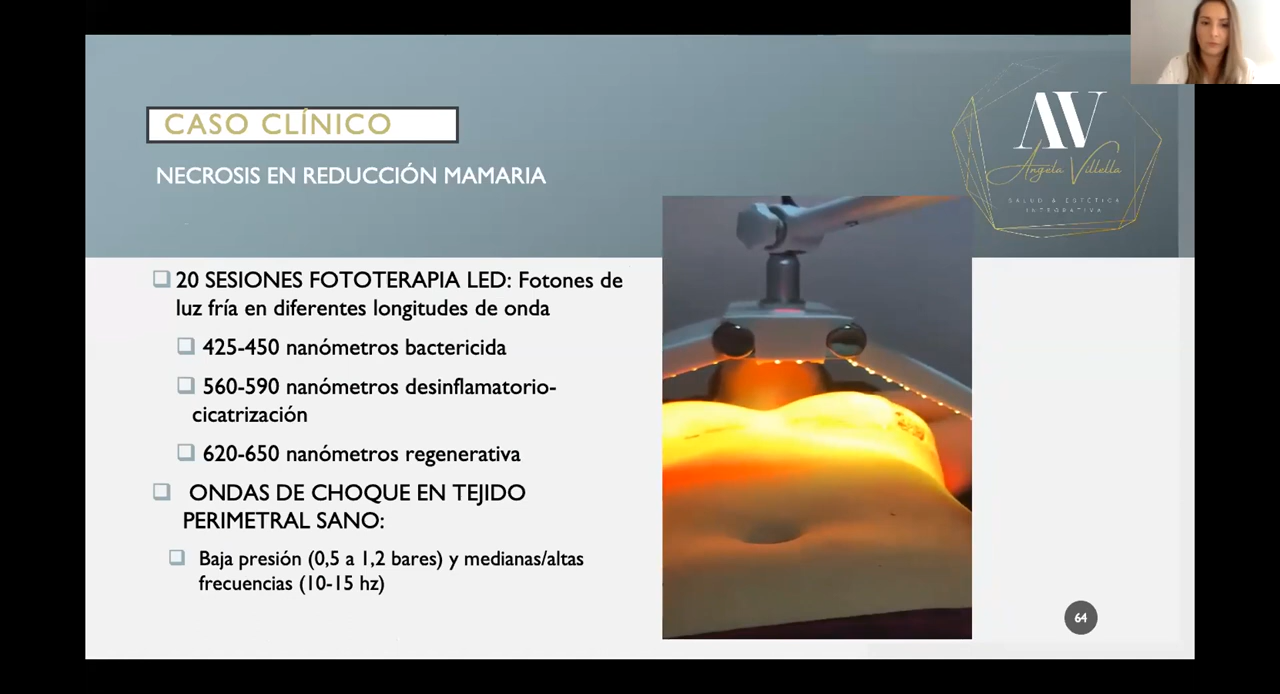 CASO CLÍNICO
NECROSIS EN REDUCCIÓN MAMARIA
AV
Angela Villella
SALUD & ESTÉTICA
INTEGRATIVA
20 SESIONES FOTOTERAPIA LED: Fotones de
luz fría en diferentes longitudes de onda
425-450 nanómetros bactericida
560-590 nanómetros desinflamatorio-
cicatrización
620-650 nanómetros regenerativa
ONDAS DE CHOQUE EN TEJIDO
PERIMETRAL SANO:
Baja presión (0,5 a 1,2 bares) y medianas/altas
frecuencias (10-15 hz)
64